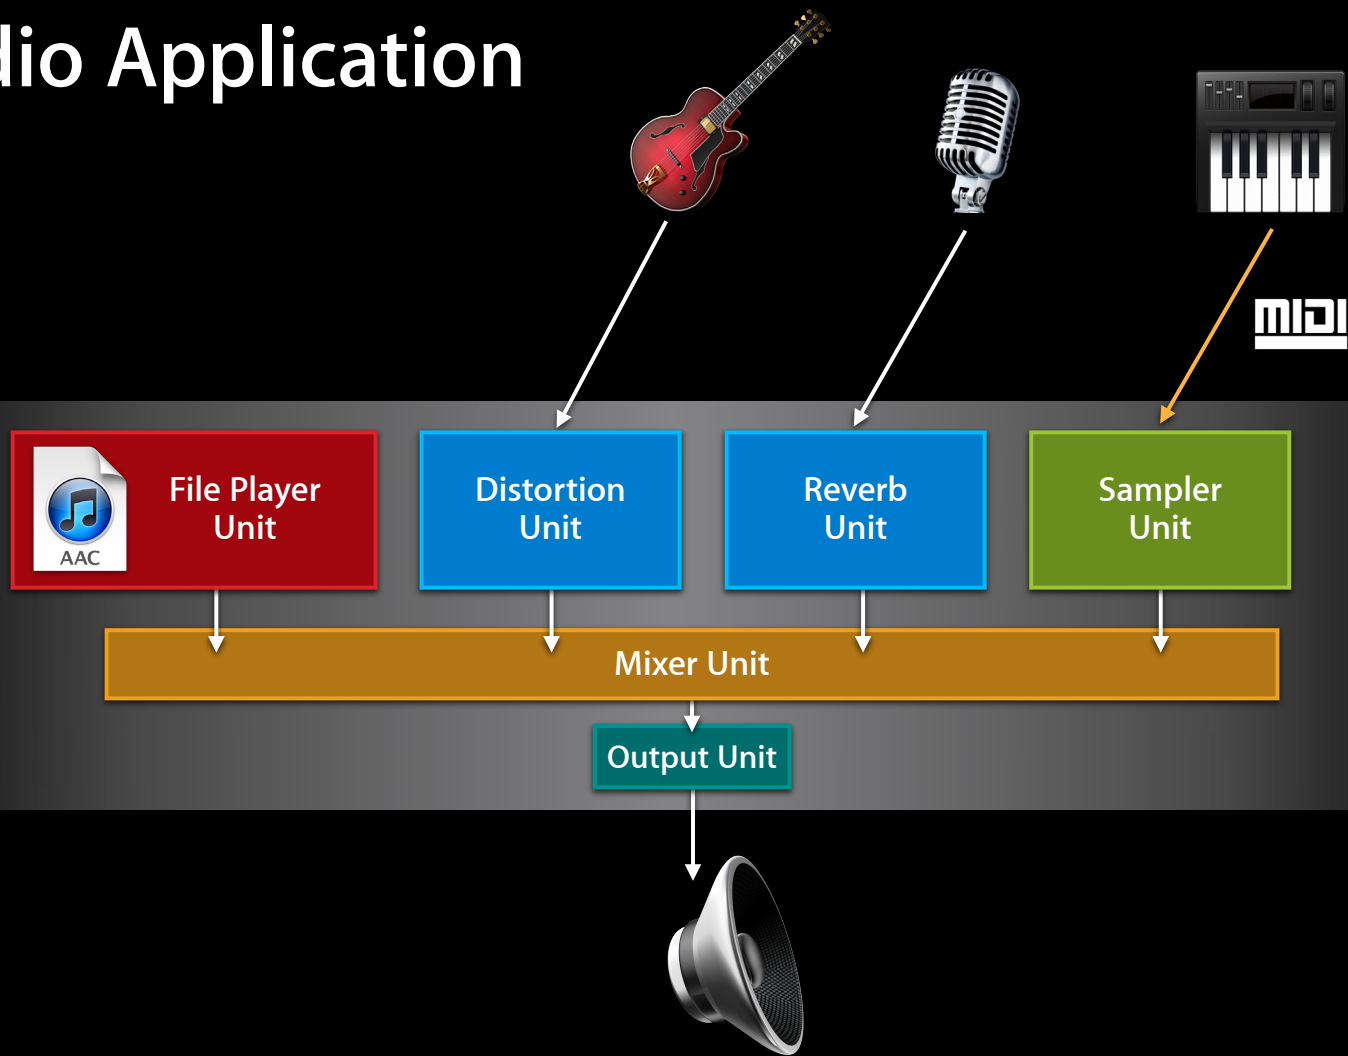 dio Application
MIDI
File Player
Unit
AAC
Distortion
Unit
Reverb
Unit
Sampler
Unit
Mixer Unit
Output Unit